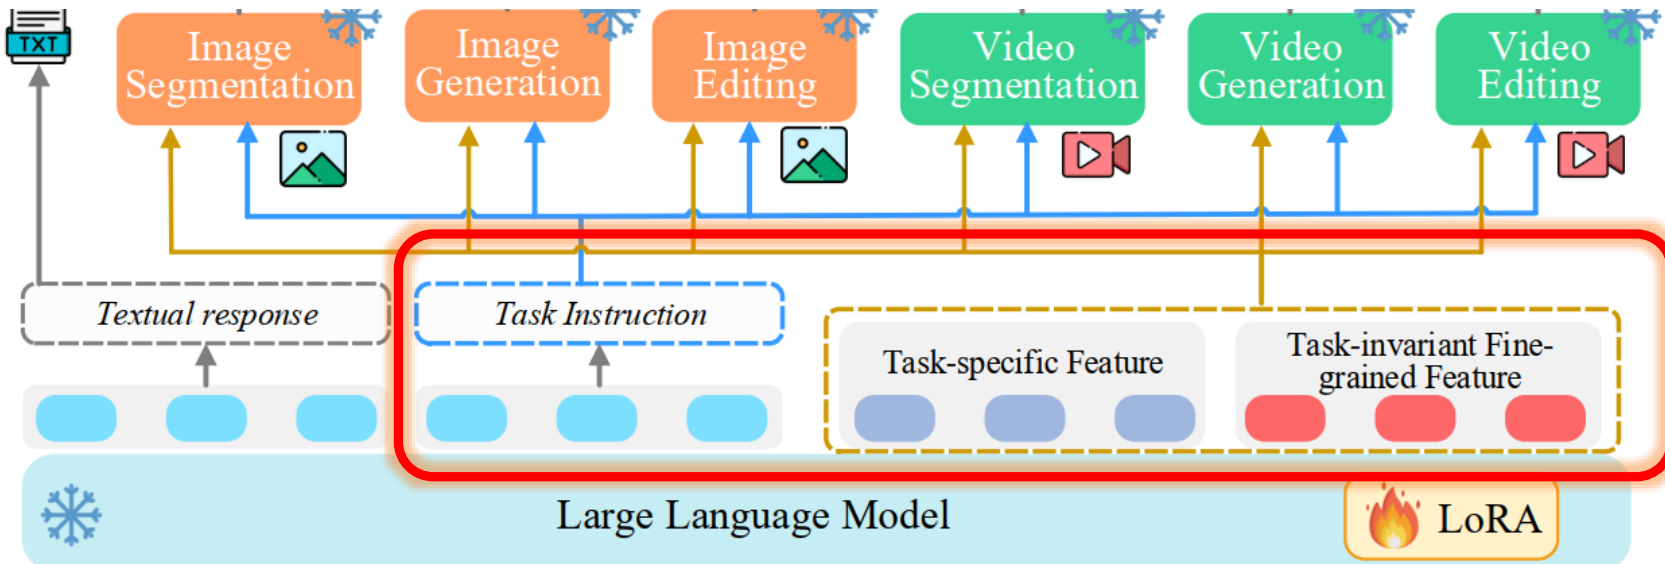 TXT
Image
Segmentation
Image
Generation
Image
Editing
Video
Segmentation
Video
Generation
Video
Editing
Textual response
Task Instruction
Task-specific Feature
Task-invariant Fine-
grained Feature
Large Language Model
LoRA